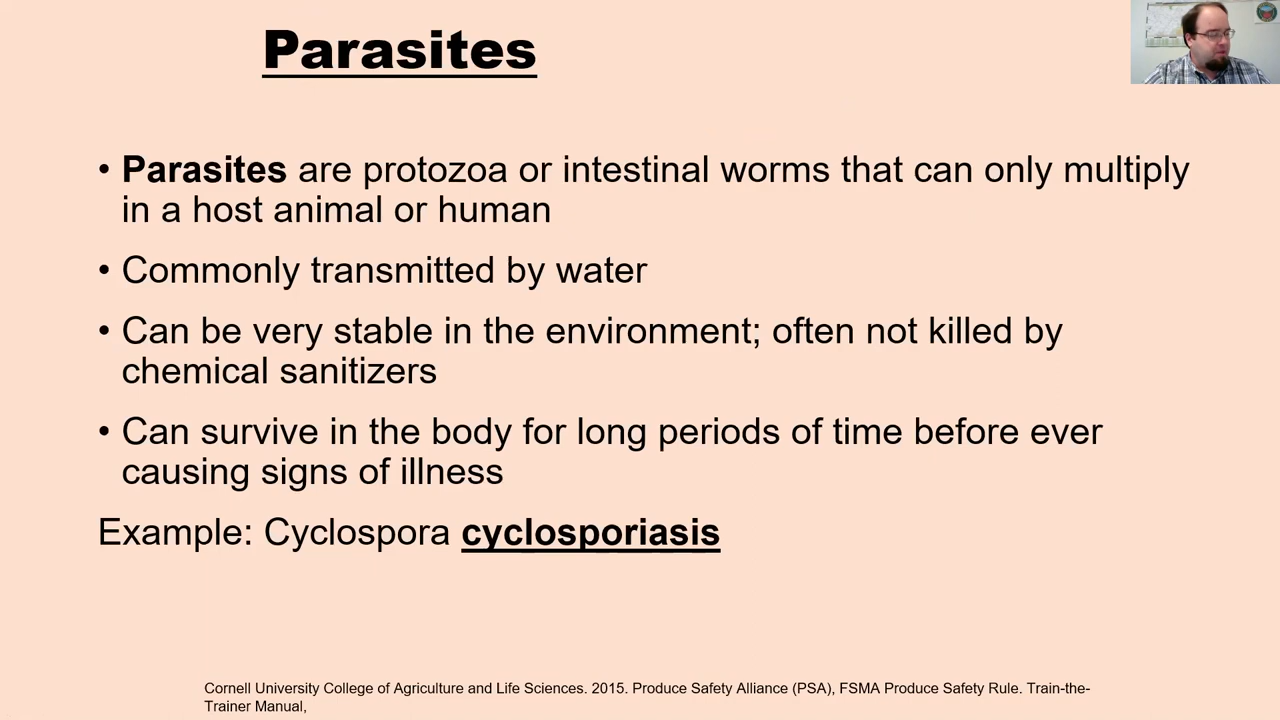 Parasites
• Parasites are protozoa or intestinal worms that can only multiply
in a host animal or human
• Commonly transmitted by water
• Can be very stable in the environment; often not killed by
chemical sanitizers
• Can survive in the body for long periods of time before ever
causing signs of illness
Example: Cyclospora cyclosporiasis
Cornell University College of Agriculture and Life Sciences. 2015. Produce Safety Alliance (PSA), FSMA Produce Safety Rule. Train-the-
Trainer Manual,